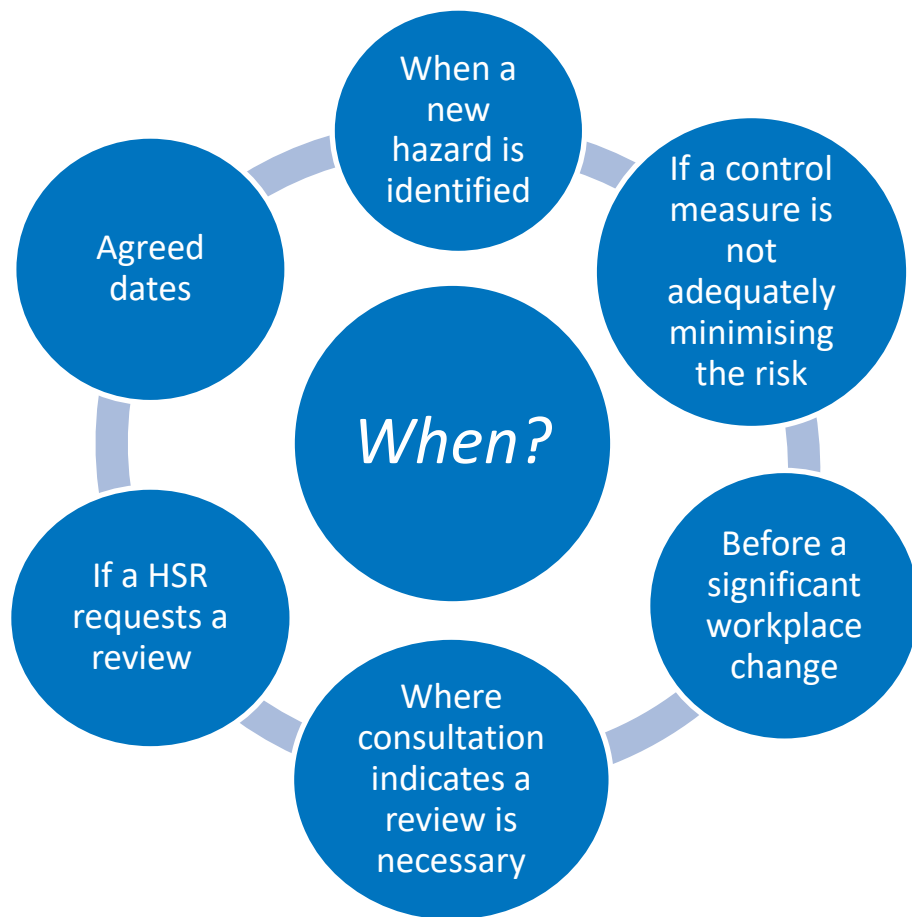 When a
new
hazard is
identified
If a control
measure is
not
adequately
minimising
the risk
Before a
significant
workplace
change
Where
consultation
indicates a
review is
necessary
If a HSR
requests a
review
Agreed
dates
When?